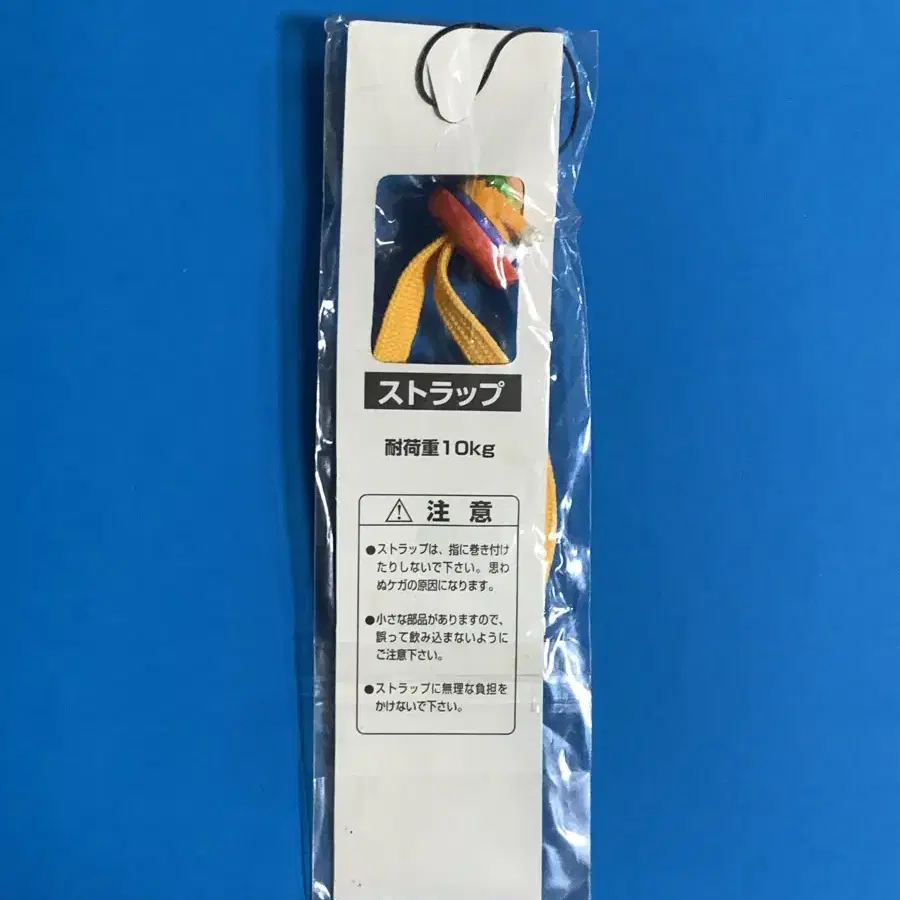 ストラップ
耐荷重10kg
⚠ 注意
●ストラップは、指に巻き付け
たりしないで下さい。思わ
ぬケガの原因になります。
●小さな部品がありますので、
誤って飲み込まないように
ご注意下さい。
●ストラップに無理な負担を
かけないで下さい。